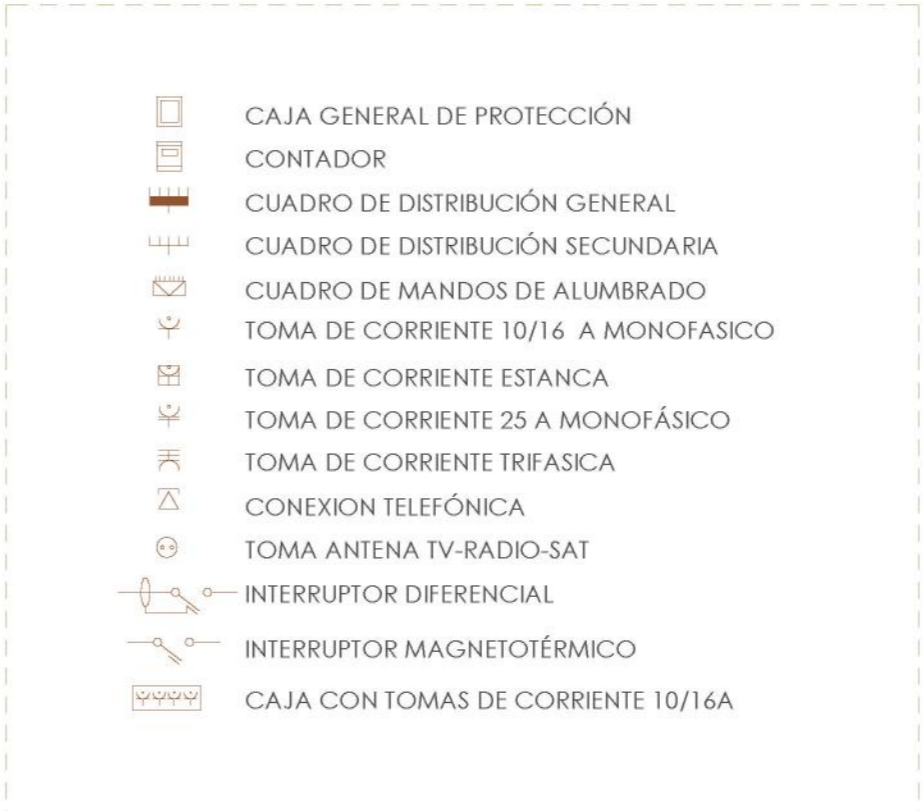 CAJA GENERAL DE PROTECCIÓN
CONTADOR
CUADRO DE DISTRIBUCIÓN GENERAL
CUADRO DE DISTRIBUCIÓN SECUNDARIA
CUADRO DE MANDOS DE ALUMBRADO
TOMA DE CORRIENTE 10/16 A MONOFASICO
TOMA DE CORRIENTE ESTANCA
TOMA DE CORRIENTE 25 A MONOFÁSICO
TOMA DE CORRIENTE TRIFASICA
CONEXION TELEFÓNICA
TOMA ANTENA TV-RADIO-SAT
INTERRUPTOR DIFERENCIAL
INTERRUPTOR MAGNETOTÉRMICO
CAJA CON TOMAS DE CORRIENTE 10/16A